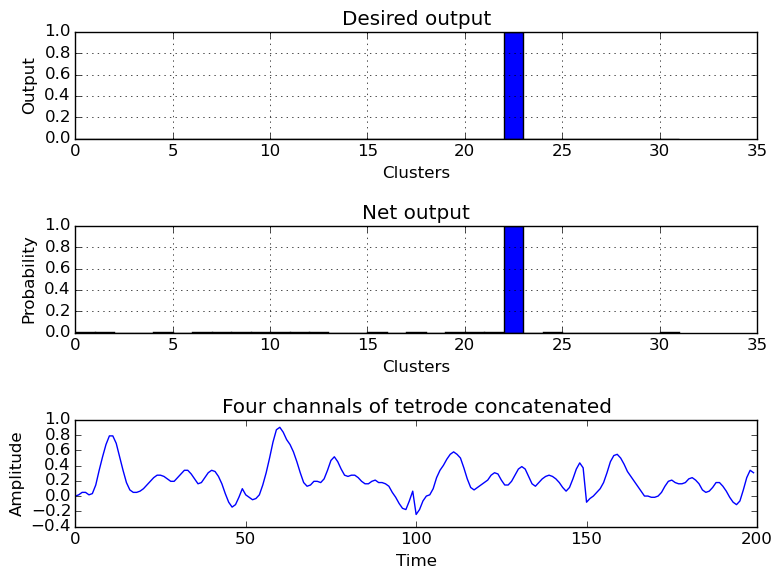 Desired output
1.0
0.8
0.6
0.4
0.2
0.0
Output
0 5 10 15 20 25 30 35
Clusters
Net output
1.0
0.8
0.6
0.4
0.2
0.0
Probability
0 5 10 15 20 25 30 35
Clusters
Four channals of tetrode concatenated
1.0
0.8
0.6
0.4
0.2
0.0
−0.2
−0.4
Amplitude
0 50 100 150 200
Time